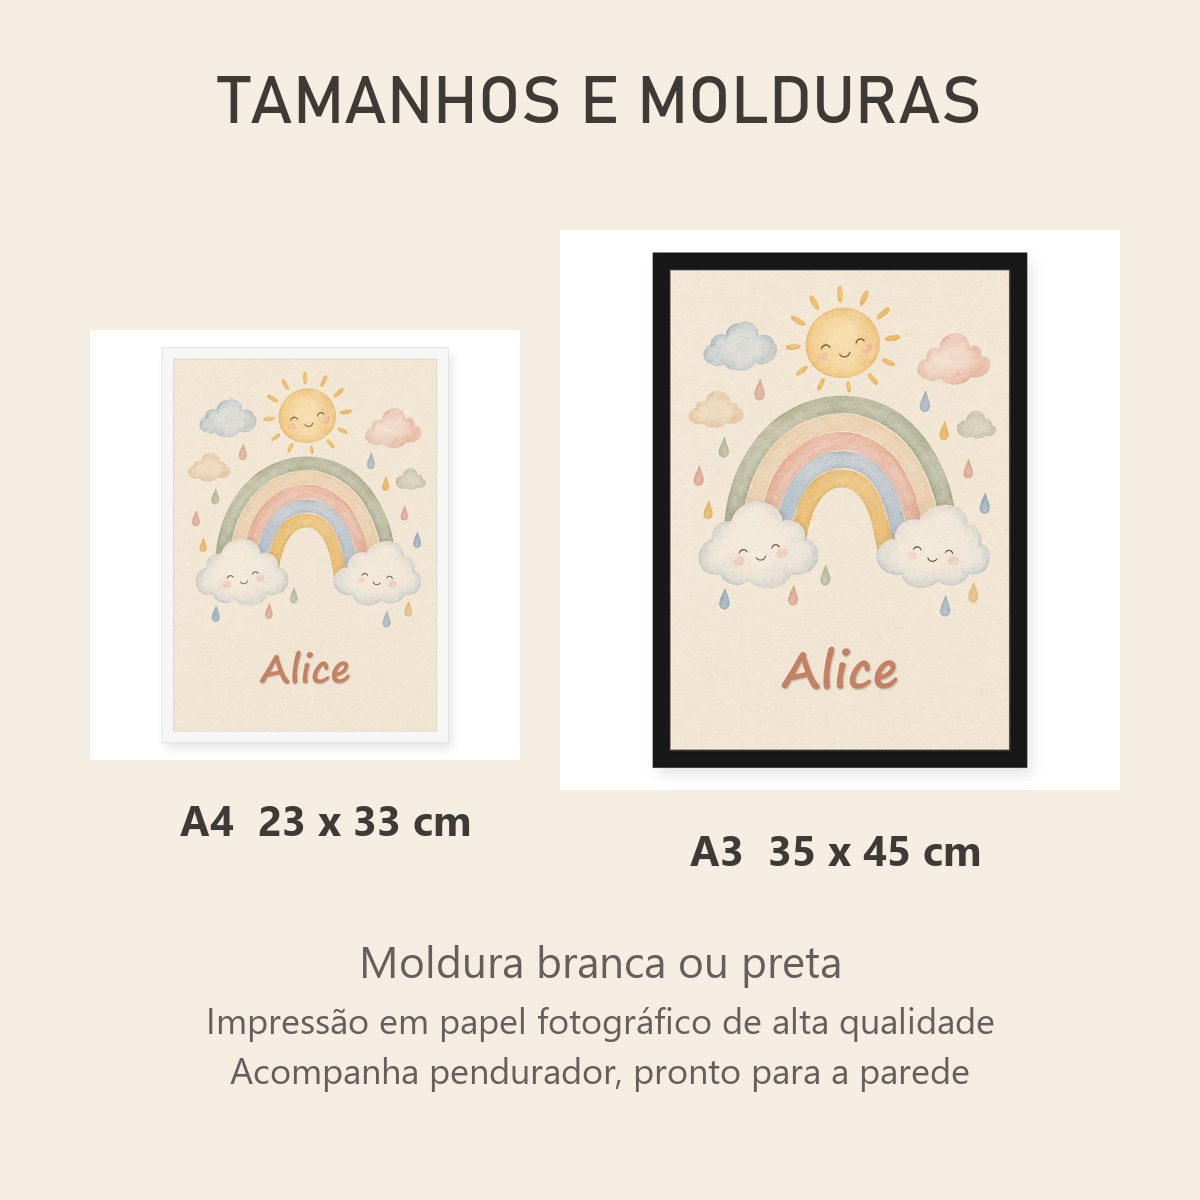 TAMANHOS E MOLDURAS
Alice
Alice
A4  23 x 33 cm
A3  35 x 45 cm
Moldura branca ou preta
Impressão em papel fotográfico de alta qualidade
Acompanha pendurador, pronto para a parede